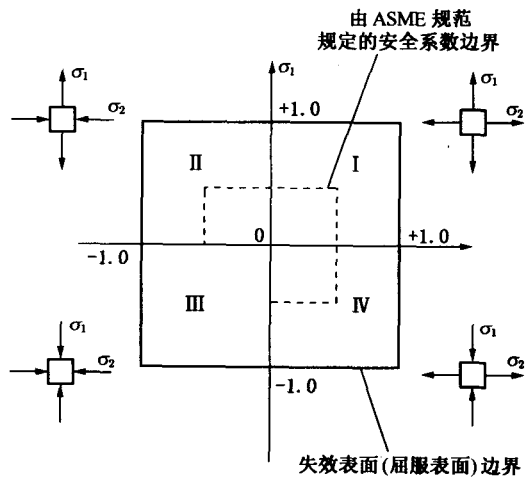 由 ASME 规范
规定的安全系数边界
σ₁
σ₁
σ₁
σ₂
+1.0
σ₂
Ⅱ
Ⅰ
0
+1.0
-1.0
Ⅲ
Ⅳ
σ₁
σ₁
σ₂
σ₂
-1.0
失效表面(屈服表面)边界